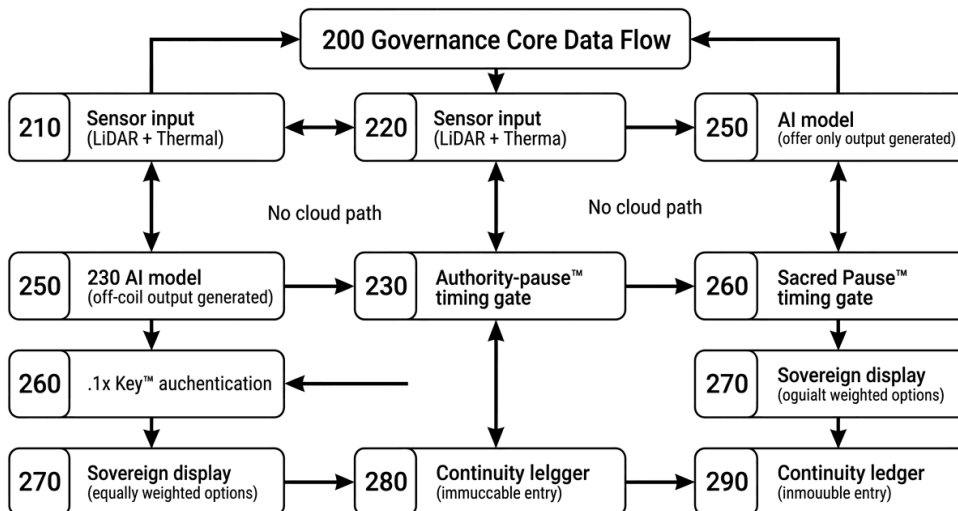 200 Governance Core Data Flow
210
Sensor input
(LiDAR + Thermal)
220
Sensor input
(LiDAR + Therma)
250
AI model
(offer only output generated)
No cloud path
No cloud path
250
230 AI model
(off-coil output generated)
230
Authority-pause™
timing gate
260
Sacred Pause™
timing gate
260
.1x Key™ auchentication
270
Sovereign display
(oguialt weighted options)
270
Sovereign display
(equally weighted options)
280
Continuity lelgger
(immuccable entry)
290
Continuity ledger
(inmouuble entry)